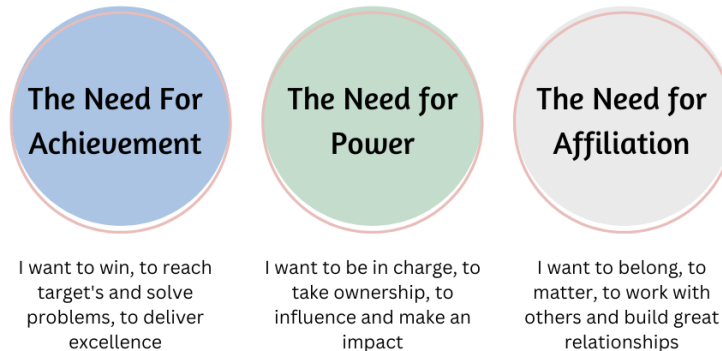 The Need For
Achievement
The Need for
Power
The Need for
Affiliation
I want to win, to reach
target's and solve
problems, to deliver
excellence
I want to be in charge, to
take ownership, to
influence and make an
impact
I want to belong, to
matter, to work with
others and build great
relationships